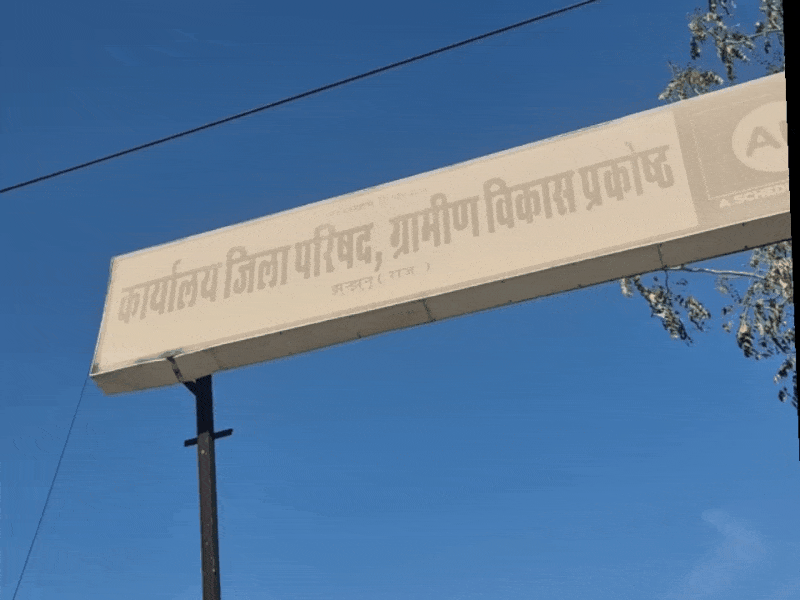 कार्यालय जिला परिषद, ग्रामीण विकास प्रकोष्ठ
झुन्झुनू ( राज. )
A SCHED